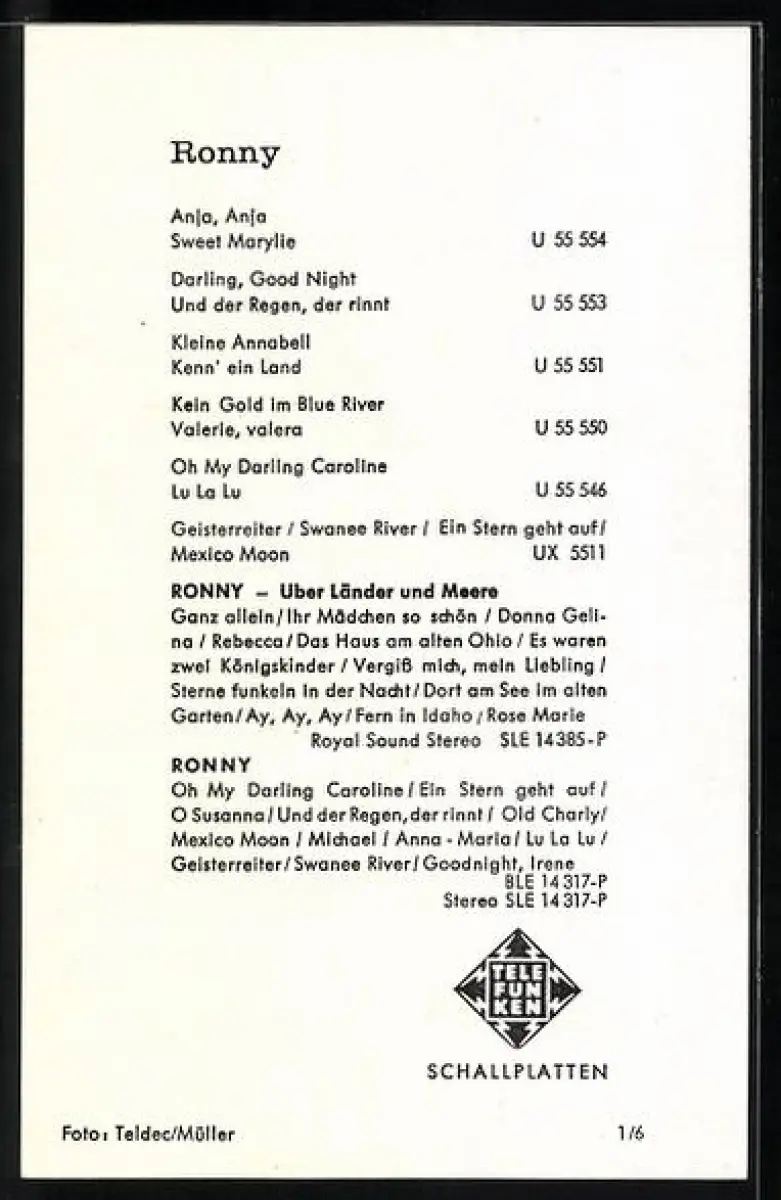 Ronny
Anja, Anja
Sweet Marylie U 55 554
Darling, Good Night
Und der Regen, der rinnt U 55 553
Kleine Annabell
Kenn' ein Land U 55 551
Kein Gold im Blue River
Valerie, valera U 55 550
Oh My Darling Caroline
Lu La Lu U 55 546
Geisterreiter / Swanee River / Ein Stern geht auf/
Mexico Moon UX 5511
RONNY – Uber Länder und Meere
Ganz allein/Ihr Mädchen so schön / Donna Geli-
na / Rebecca/Das Haus am alten Ohio / Es waren
zwei Königskinder / Vergiß mich, mein Liebling /
Sterne funkeln in der Nacht/Dort am See im alten
Garten/Ay, Ay, Ay/Fern in Idaho/Rose Marie
Royal Sound Stereo SLE 14385-P
RONNY
Oh My Darling Caroline/Ein Stern geht auf/
O Susanna/Und der Regen,der rinnt/ Old Charly/
Mexico Moon / Michael / Anna-Maria/ Lu La Lu /
Geisterreiter/Swanee River/Goodnight, Irene
BLE 14317-P
Stereo SLE 14317-P
TELE
FUN
KEN
SCHALLPLATTEN
Foto: Teldec/Müller 1/6